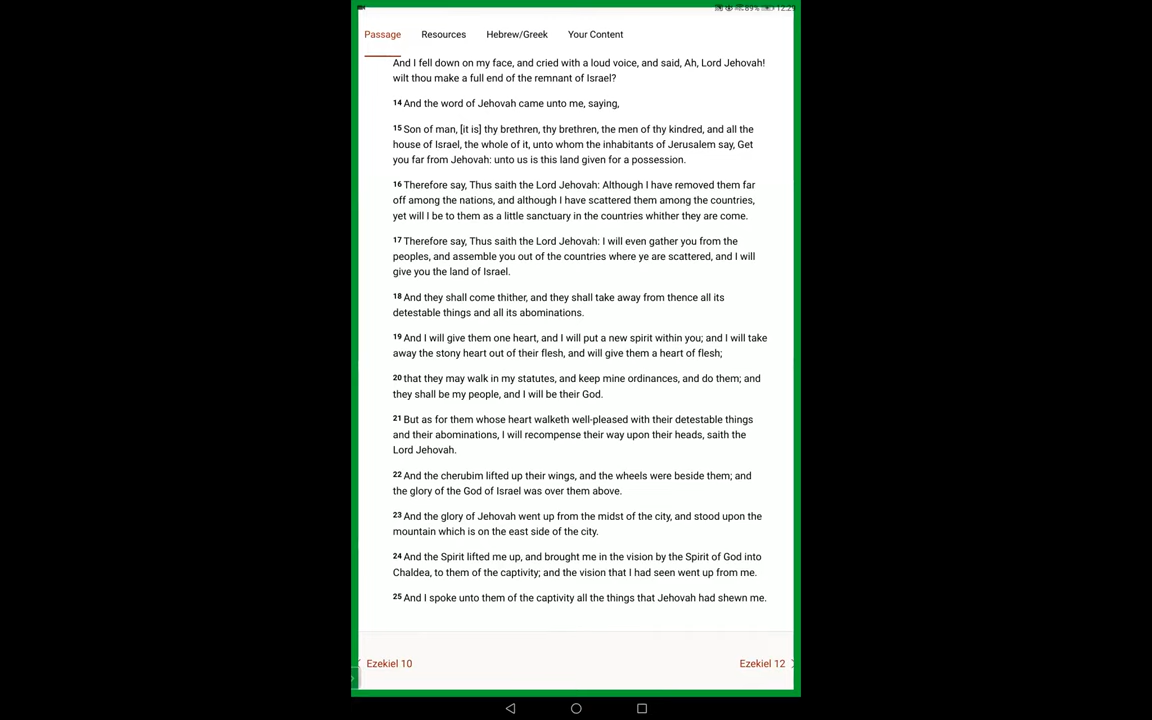 89% 12:29
Passage Resources Hebrew/Greek Your Content
And I fell down on my face, and cried with a loud voice, and said, Ah, Lord Jehovah!
wilt thou make a full end of the remnant of Israel?
14 And the word of Jehovah came unto me, saying,
15 Son of man, [it is] thy brethren, thy brethren, the men of thy kindred, and all the
house of Israel, the whole of it, unto whom the inhabitants of Jerusalem say, Get
you far from Jehovah: unto us is this land given for a possession.
16 Therefore say, Thus saith the Lord Jehovah: Although I have removed them far
off among the nations, and although I have scattered them among the countries,
yet will I be to them as a little sanctuary in the countries whither they are come.
17 Therefore say, Thus saith the Lord Jehovah: I will even gather you from the
peoples, and assemble you out of the countries where ye are scattered, and I will
give you the land of Israel.
18 And they shall come thither, and they shall take away from thence all its
detestable things and all its abominations.
19 And I will give them one heart, and I will put a new spirit within you; and I will take
away the stony heart out of their flesh, and will give them a heart of flesh;
20 that they may walk in my statutes, and keep mine ordinances, and do them; and
they shall be my people, and I will be their God.
21 But as for them whose heart walketh well-pleased with their detestable things
and their abominations, I will recompense their way upon their heads, saith the
Lord Jehovah.
22 And the cherubim lifted up their wings, and the wheels were beside them; and
the glory of the God of Israel was over them above.
23 And the glory of Jehovah went up from the midst of the city, and stood upon the
mountain which is on the east side of the city.
24 And the Spirit lifted me up, and brought me in the vision by the Spirit of God into
Chaldea, to them of the captivity; and the vision that I had seen went up from me.
25 And I spoke unto them of the captivity all the things that Jehovah had shewn me.
Ezekiel 10 Ezekiel 12